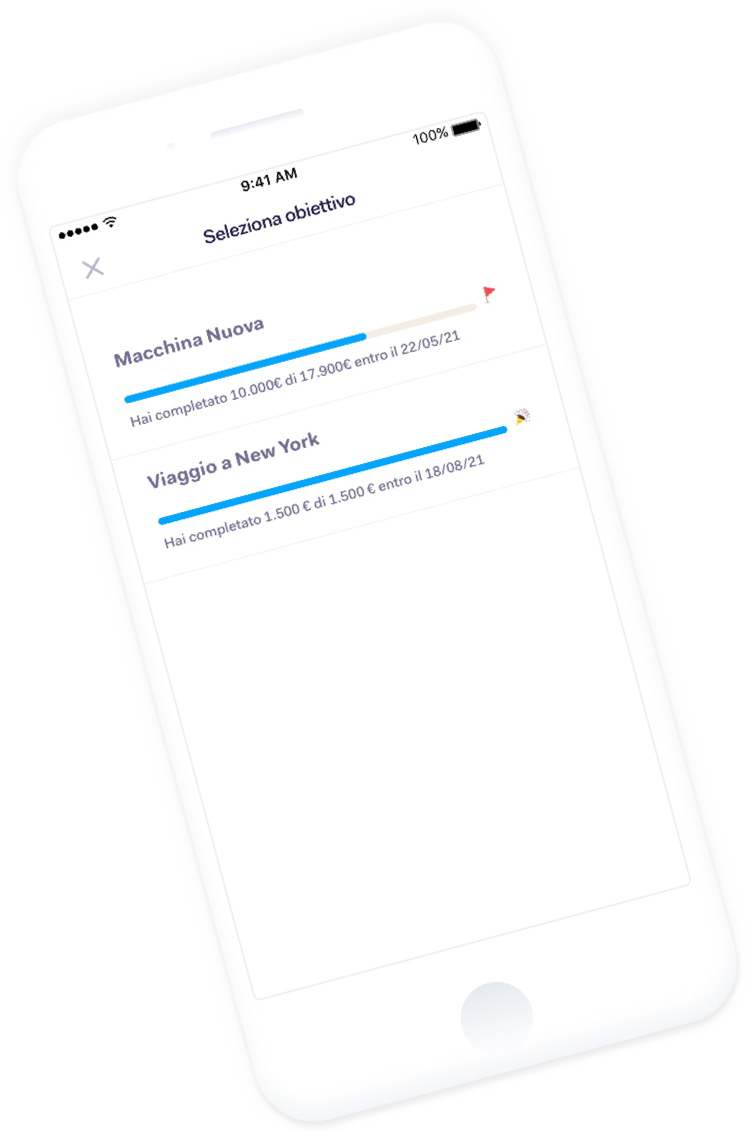 9:41 AM
100%
Seleziona obiettivo
Macchina Nuova
Hai completato 10.000€ di 17.900€ entro il 22/05/21
Viaggio a New York
Hai completato 1.500 € di 1.500 € entro il 18/08/21